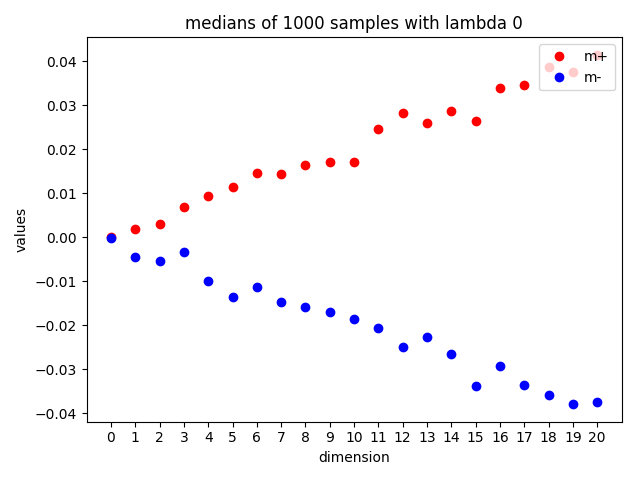 medians of 1000 samples with lambda 0
m+
m-
0.04
0.03
0.02
0.01
0.00
−0.01
−0.02
−0.03
−0.04
values
0 1 2 3 4 5 6 7 8 9 10 11 12 13 14 15 16 17 18 19 20
dimension